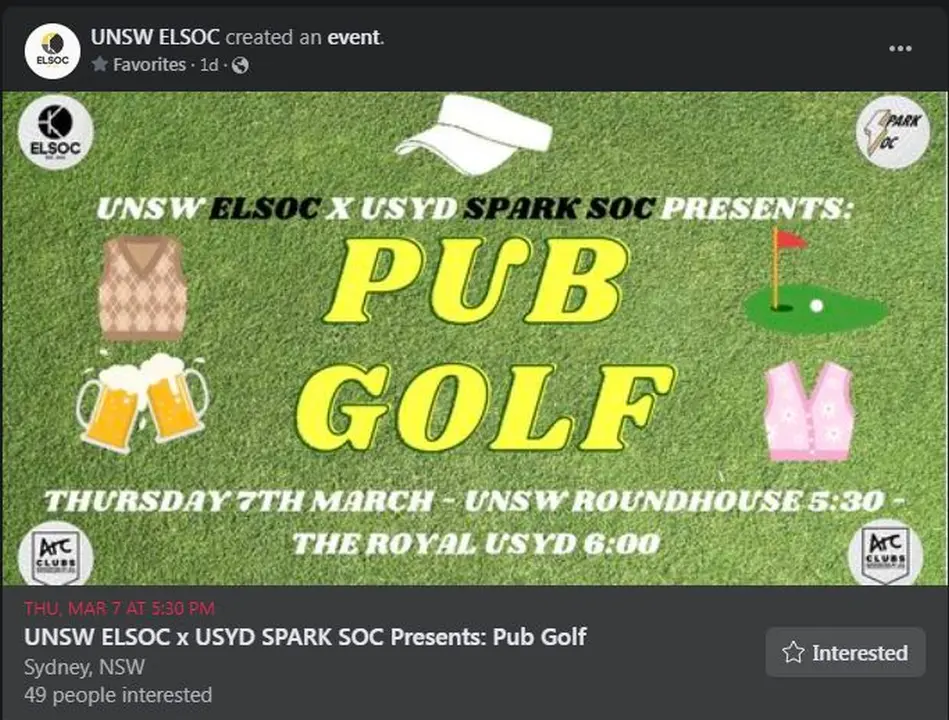 UNSW ELSOC created an event.
Favorites · 1d ·
ELSOC
ELSOC
SPARK
SOC
UNSW ELSOC X USYD SPARK SOC PRESENTS:
PUB
GOLF
THURSDAY 7TH MARCH - UNSW ROUNDHOUSE 5:30 -
THE ROYAL USYD 6:00
ARC
CLUBS
ARC
CLUBS
THU, MAR 7 AT 5:30 PM
UNSW ELSOC x USYD SPARK SOC Presents: Pub Golf
Interested
Sydney, NSW
49 people interested